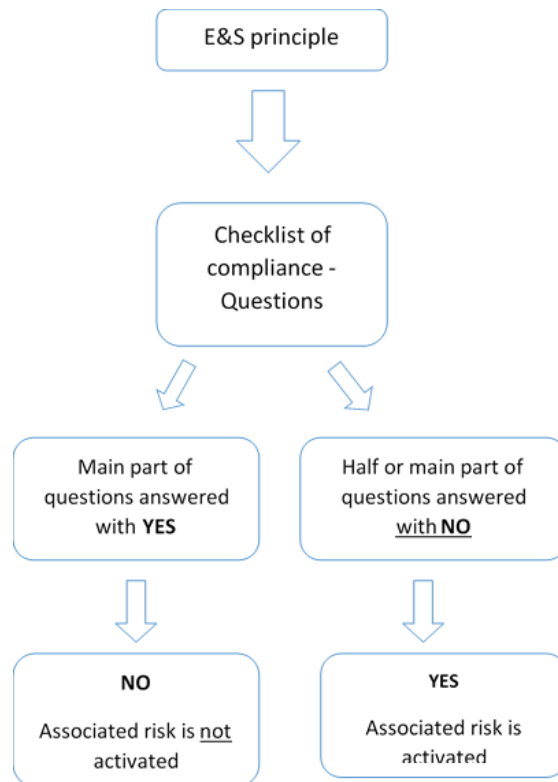 E&S principle
Checklist of
compliance -
Questions
Main part of
questions answered
with YES
Half or main part of
questions answered
with NO
NO
Associated risk is not
activated
YES
Associated risk is
activated